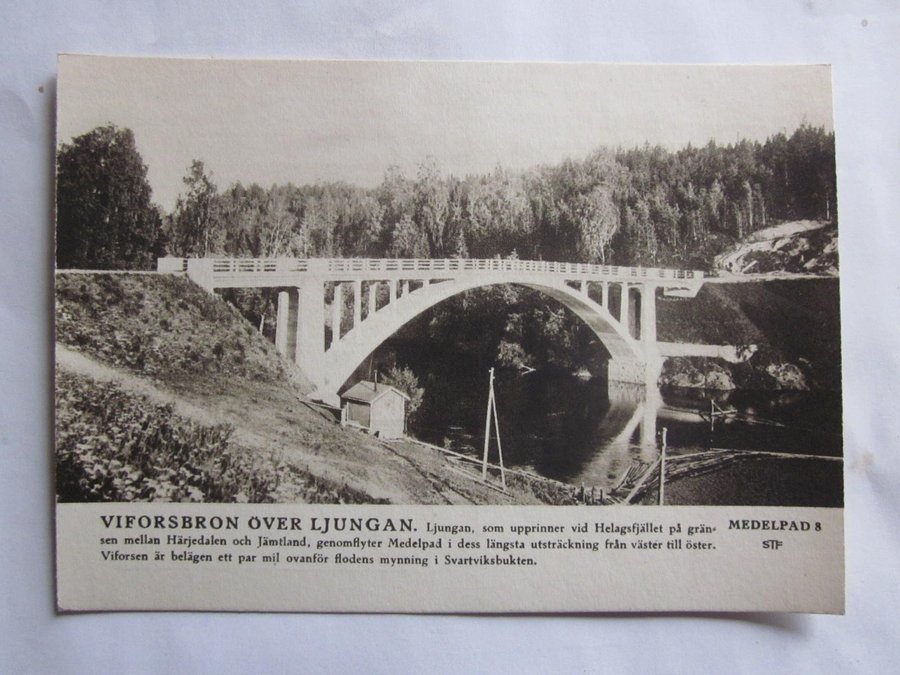 VIFORSBRON ÖVER LJUNGAN. Ljungan, som upprinner vid Helagsfjället på grän-
sen mellan Härjedalen och Jämtland, genomflyter Medelpad i dess längsta utsträckning från väster till öster.
Viforsen är belägen ett par mil ovanför flodens mynning i Svartviksbukten.
MEDELPAD 8
STF